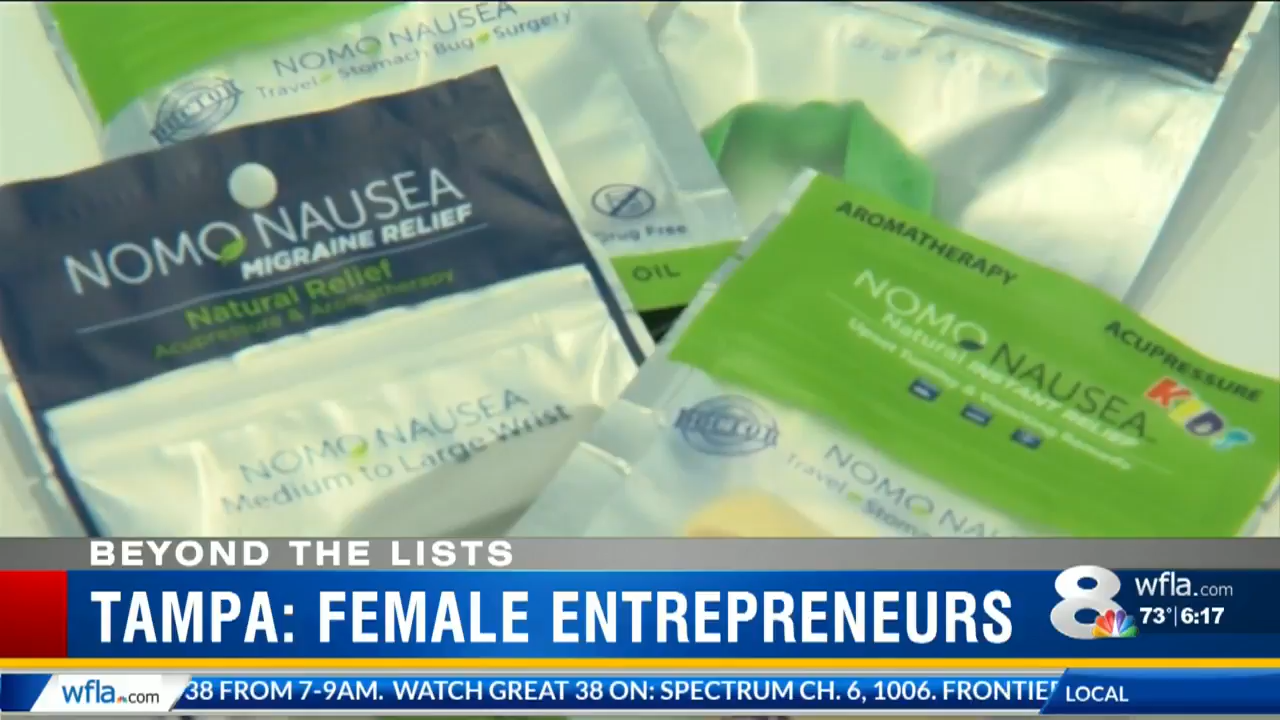 NOMO NAUSEA
Travel Stomach Bug Surgery
DOCTOR
Drug Free
OIL
NOMO NAUSEA
MIGRAINE RELIEF
Natural Relief
Acupressure & Aromatherapy
NOMO NAUSEA
Medium to Large Wrist
AROMATHERAPY
ACUPRESSURE
NOMO NAUSEA
KIDS
Natural INSTANT RELIEF
DOCTOR
NOMO NAU
Travel Stom
BEYOND THE LISTS
TAMPA: FEMALE ENTREPRENEURS
8 wfla.com
73° 6:17
wfla.com 38 FROM 7-9AM. WATCH GREAT 38 ON: SPECTRUM CH. 6, 1006. FRONTIE LOCAL